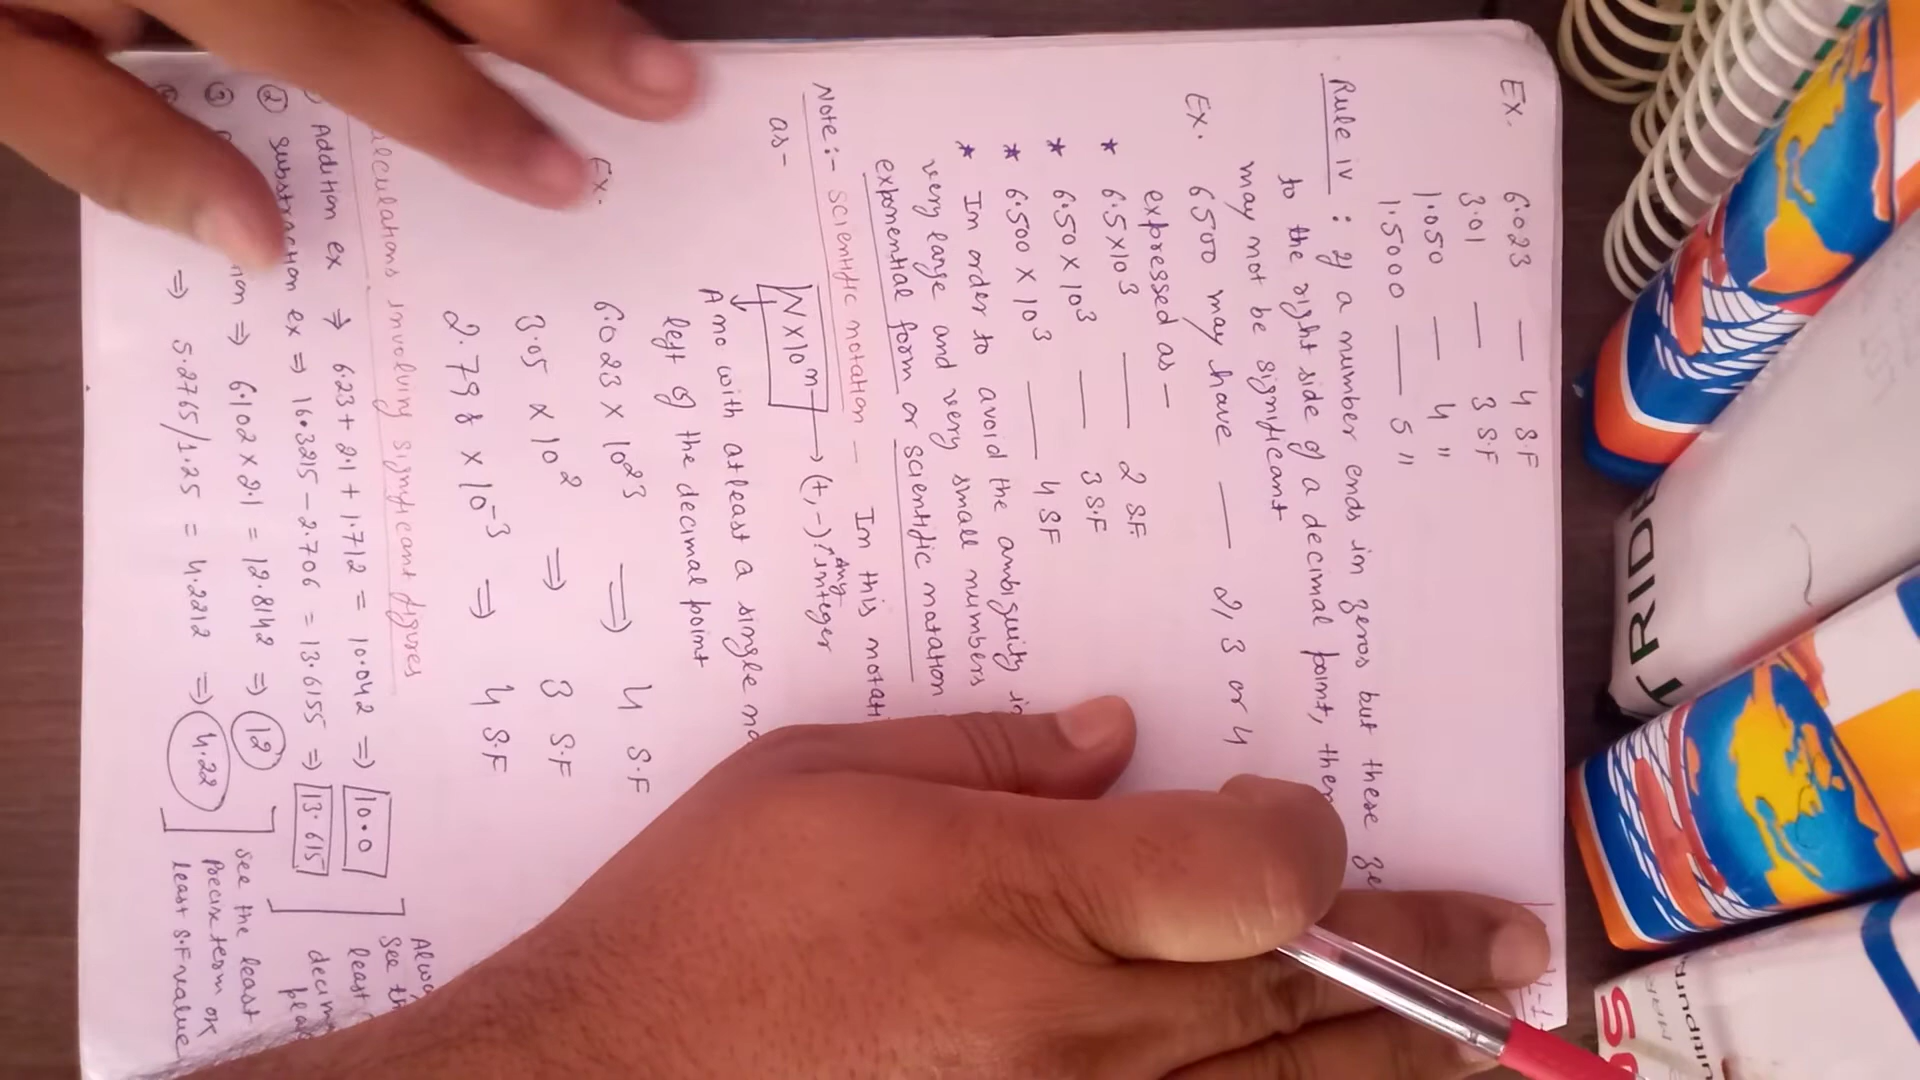 Ex. 6.023 — 4 S.F
3.01 — 3 S.F
1.050 — 4 "
1.5000 — 5 "
Rule iv : If a number ends in zeros but these
to the right side of a decimal point, then
may not be significant
Ex. 6500 may have — 2, 3 or 4
expressed as -
* 6.5 X 10³ — 2 S.F.
* 6.50 X 10³ — 3 S.F
* 6.500 X 10³ — 4 SF
* In order to avoid the ambiguity in
very large and very small numbers
exponential form or scientific notation
Note :- Scientific notation - In this
as-
N X 10ⁿ → (+, -) Any integer
A no with atleast a single
left of the decimal point
Ex. 6.023 X 10²³ ⇒ 4 S.F
3.05 X 10² ⇒ 3 S.F
2.798 X 10⁻³ ⇒ 4 S.F
involving significant figures
Addition ex ⇒ 6.23 + 2.1 + 1.712 = 10.042 ⇒ 10.0
② Substraction ex ⇒ 16.3215 - 2.706 = 13.6155 ⇒ 13.615
③ ⇒ 6.102 X 2.1 = 12.8142 ⇒ 12
⇒ 5.2765/1.25 = 4.2212 ⇒ 4.22
see the least
Precise term OR
least S.F value
TRIDE